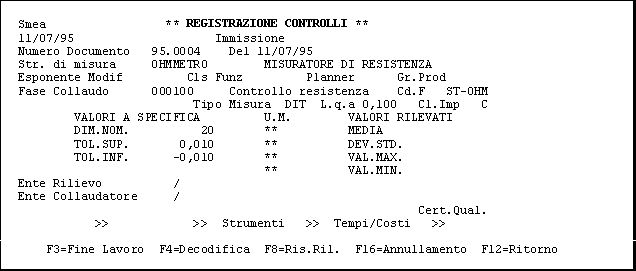 Smea ** REGISTRAZIONE CONTROLLI **
11/07/95 Immissione
Numero Documento 95.0004 Del 11/07/95
Str. di misura OHMMETRO MISURATORE DI RESISTENZA
Esponente Modif Cls Funz Planner Gr.Prod
Fase Collaudo 000100 Controllo resistenza Cd.F ST-OHM
Tipo Misura DIT L.q.a 0,100 Cl.Imp C
VALORI A SPECIFICA U.M. VALORI RILEVATI
DIM.NOM. 20 ** MEDIA
TOL.SUP. 0,010 ** DEV.STD.
TOL.INF. -0,010 ** VAL.MAX.
** VAL.MIN.
Ente Rilievo /
Ente Collaudatore /
Cert.Qual.
>> >> Strumenti >> Tempi/Costi >>
F3=Fine Lavoro F4=Decodifica F8=Ris.Ril. F16=Annullamento F12=Ritorno